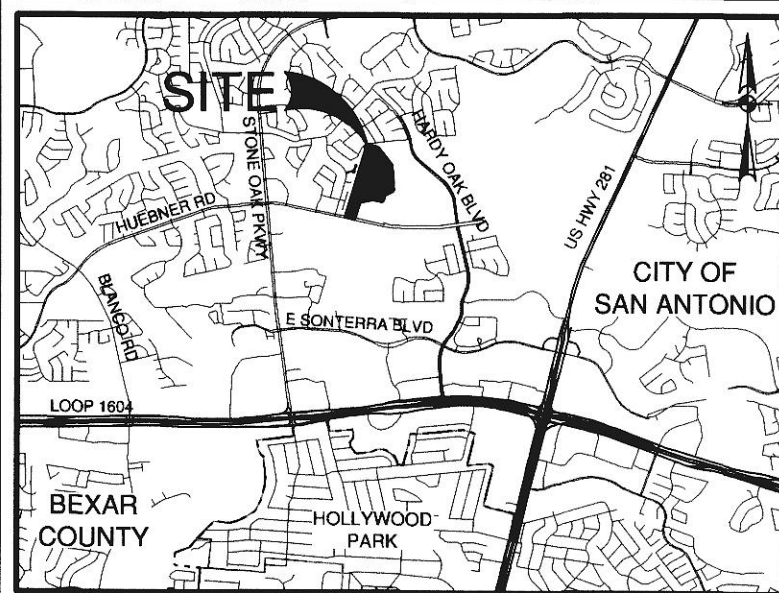 SITE
STONE OAK PKWY
HARDY OAK BLVD
US HWY 281
HUEBNER RD
BLANCO RD
CITY OF
SAN ANTONIO
E SONTERRA BLVD
LOOP 1604
BEXAR
COUNTY
HOLLYWOOD
PARK